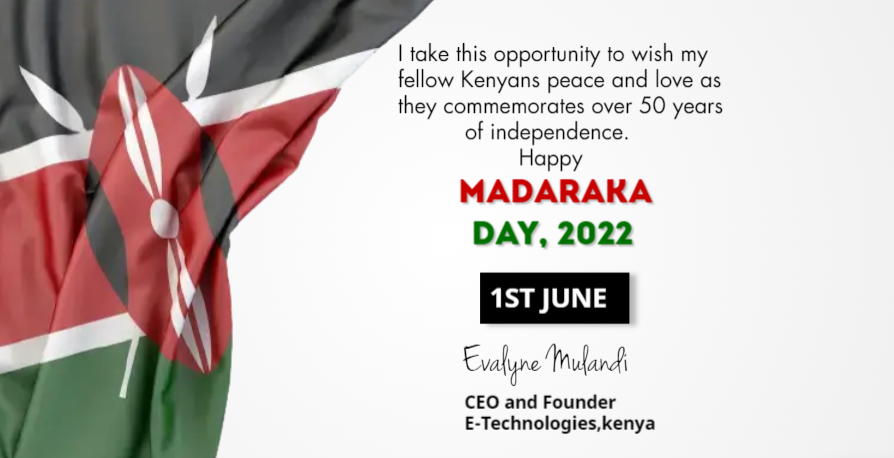 I take this opportunity to wish my
fellow Kenyans peace and love as
they commemorates over 50 years
of independence.
Happy
MADARAKA
DAY, 2022
1ST JUNE
Evalyne Mulandi
CEO and Founder
E-Technologies,kenya